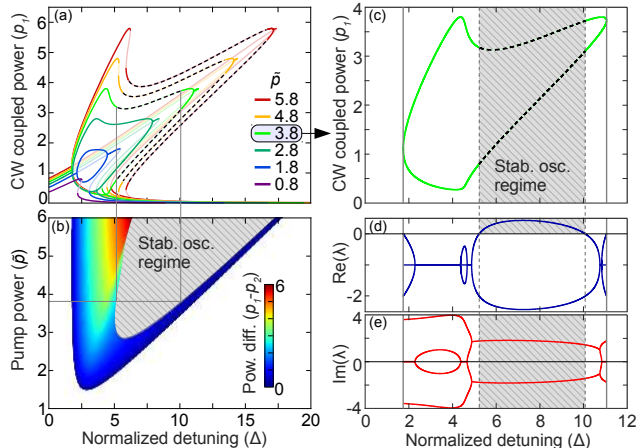 (a)
CW coupled power (p₁)
6
5
4
3
2
1
0
p̃
5.8
4.8
3.8
2.8
1.8
0.8
(b)
Pump power (p̃)
6
5
4
3
2
1
Stab. osc.
regime
Pow. diff. (p₁-p₂)
6
0
0 5 10 15 20
Normalized detuning (Δ)
(c)
CW coupled power (p₁)
4
3
2
1
0
Stab. osc.
regime
(d)
Re(λ)
0
-2
(e)
Im(λ)
4
0
-4
0 2 4 6 8 10 12
Normalized detuning (Δ)